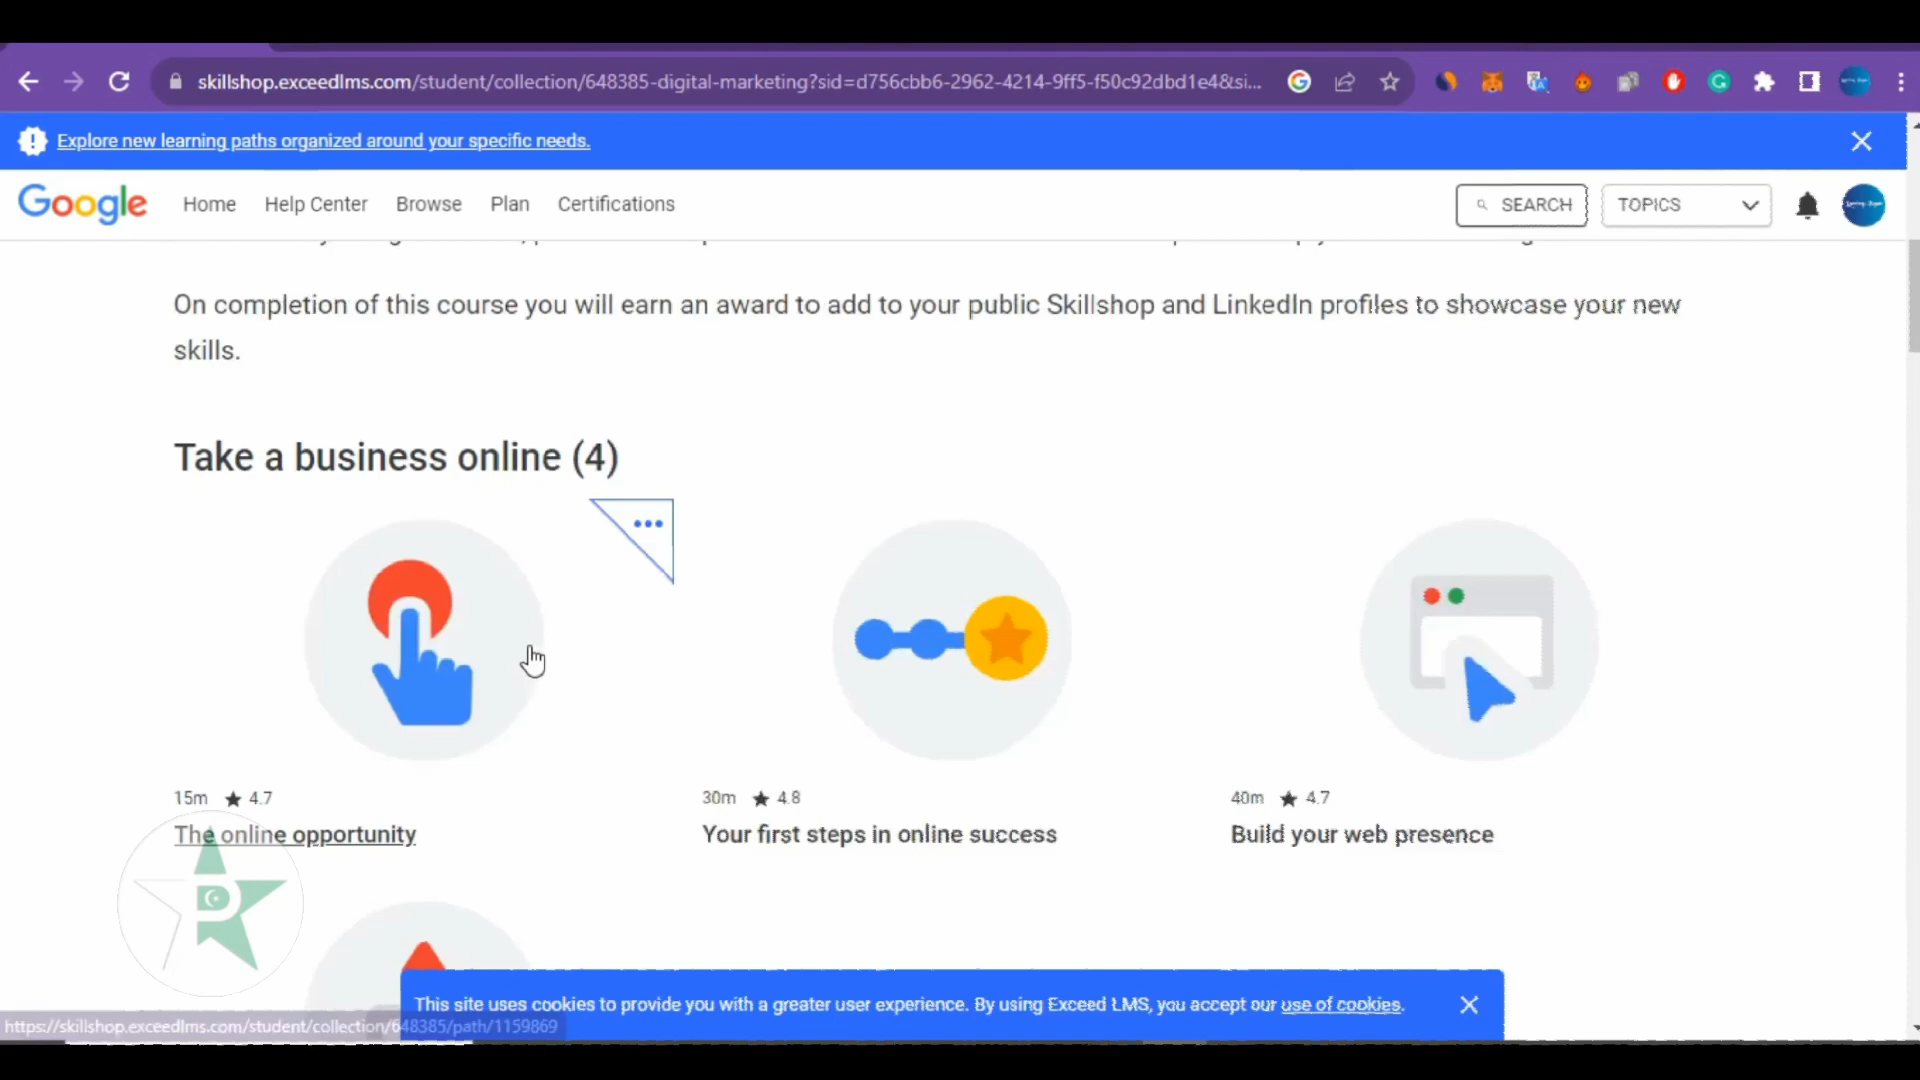 skillshop.exceedlms.com/student/collection/648385-digital-marketing?sid=d756cbb6-2962-4214-9ff5-f50c92dbd1e4&si...
Explore new learning paths organized around your specific needs.
Google Home Help Center Browse Plan Certifications SEARCH TOPICS
On completion of this course you will earn an award to add to your public Skillshop and LinkedIn profiles to showcase your new
skills.
Take a business online (4)
15m ★ 4.7 30m ★ 4.8 40m ★ 4.7
The online opportunity Your first steps in online success Build your web presence
P
This site uses cookies to provide you with a greater user experience. By using Exceed LMS, you accept our use of cookies.
https://skillshop.exceedlms.com/student/collection/648385/path/1159869